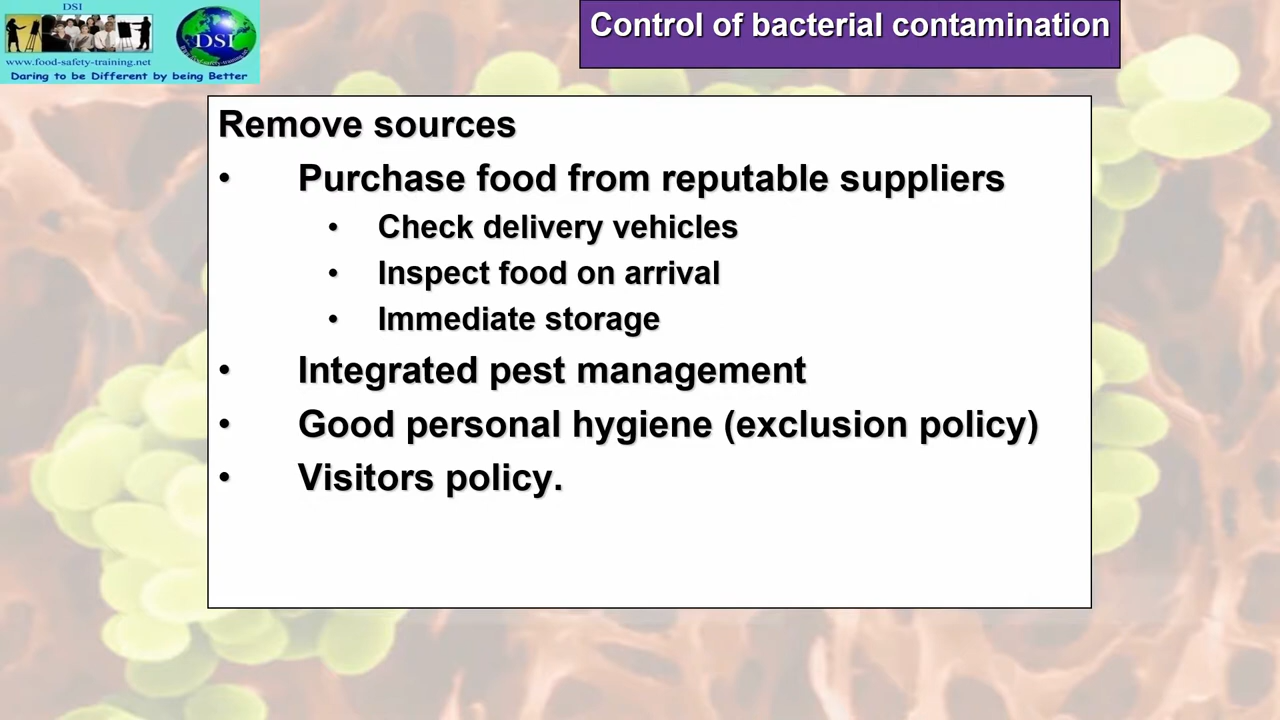 DSI
DSI
www.food-safety-training.net
Daring to be Different by being Better
Control of bacterial contamination
Remove sources
• Purchase food from reputable suppliers
• Check delivery vehicles
• Inspect food on arrival
• Immediate storage
• Integrated pest management
• Good personal hygiene (exclusion policy)
• Visitors policy.